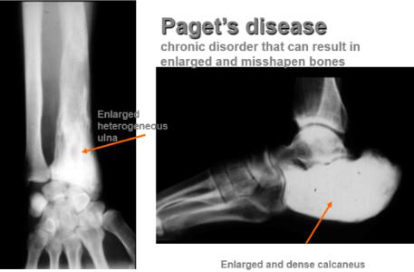 Paget's disease
chronic disorder that can result in
enlarged and misshapen bones
Enlarged
heterogeneous
ulna
Enlarged and dense calcaneus